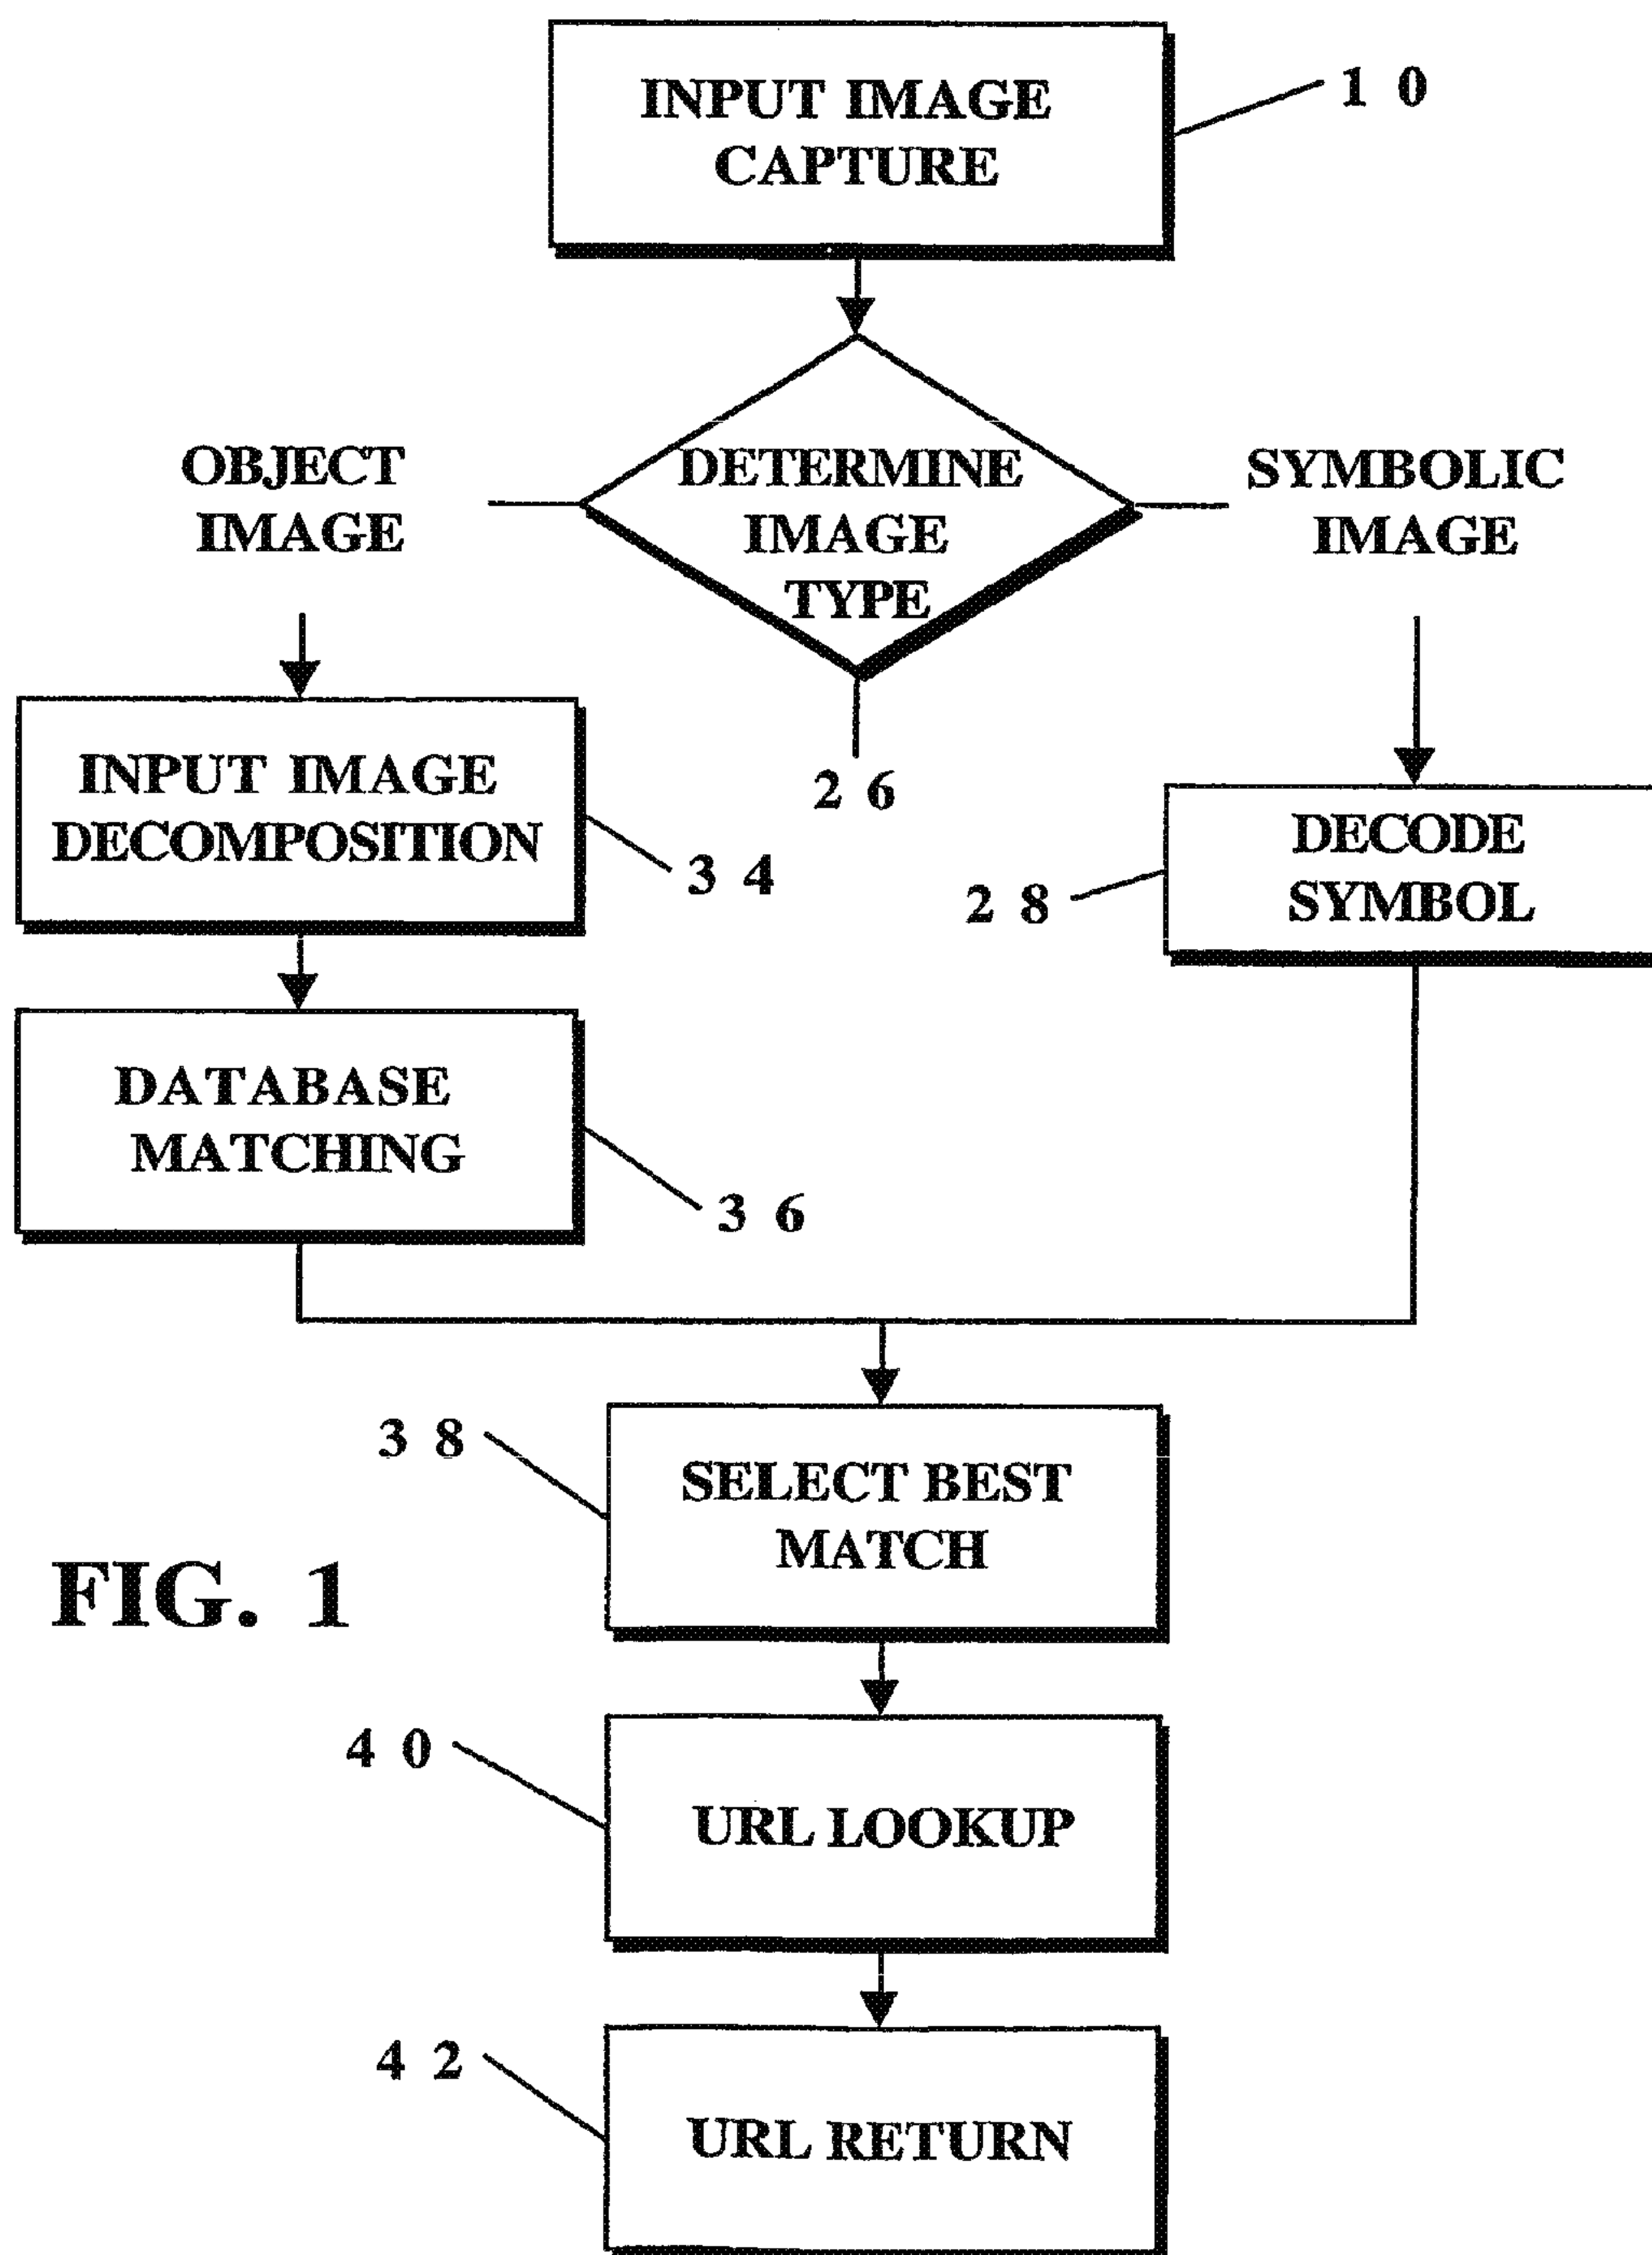 INPUT IMAGE
CAPTURE
1 0
OBJECT
IMAGE
DETERMINE
IMAGE
TYPE
SYMBOLIC
IMAGE
2 6
INPUT IMAGE
DECOMPOSITION
3 4
2 8
DECODE
SYMBOL
DATABASE
MATCHING
3 6
3 8
SELECT BEST
MATCH
FIG. 1
4 0
URL LOOKUP
4 2
URL RETURN